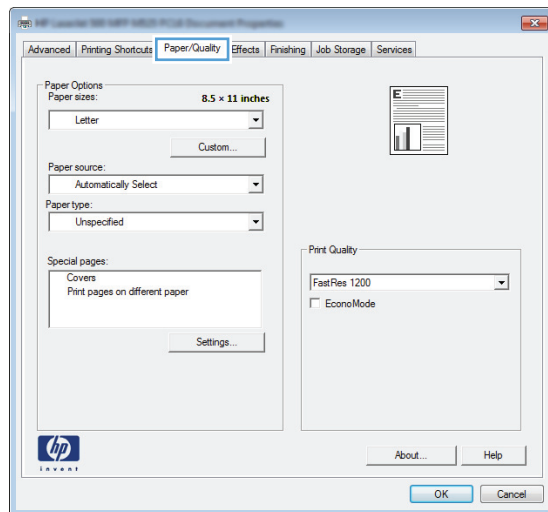 Advanced Printing Shortcuts Paper/Quality Effects Finishing Job Storage Services
Paper Options
Paper sizes: 8.5 × 11 inches
Letter
Custom...
Paper source:
Automatically Select
Paper type:
Unspecified
Special pages:
Covers
Print pages on different paper
Settings...
E
Print Quality
FastRes 1200
EconoMode
hp
invent
About... Help
OK Cancel